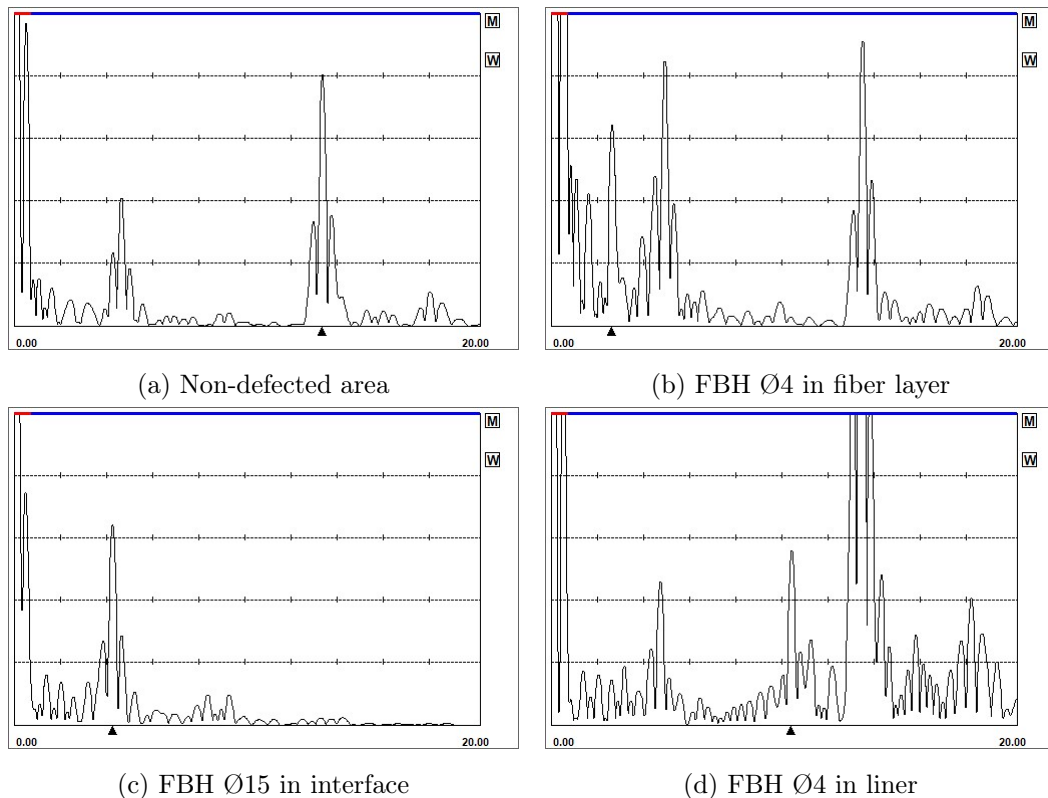 M
W
0.00 20.00
(a) Non-defected area
M
W
0.00 20.00
(b) FBH Ø4 in fiber layer
M
W
0.00 20.00
(c) FBH Ø15 in interface
M
W
0.00 20.00
(d) FBH Ø4 in liner